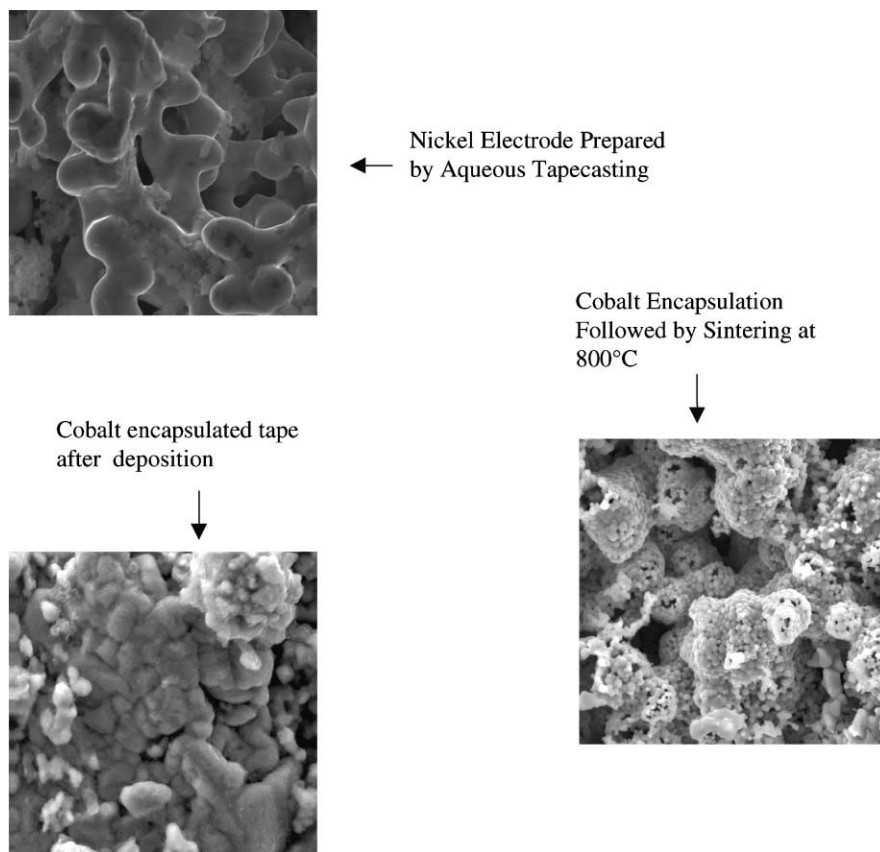 Nickel Electrode Prepared
by Aqueous Tapecasting
Cobalt Encapsulation
Followed by Sintering at
800°C
Cobalt encapsulated tape
after deposition